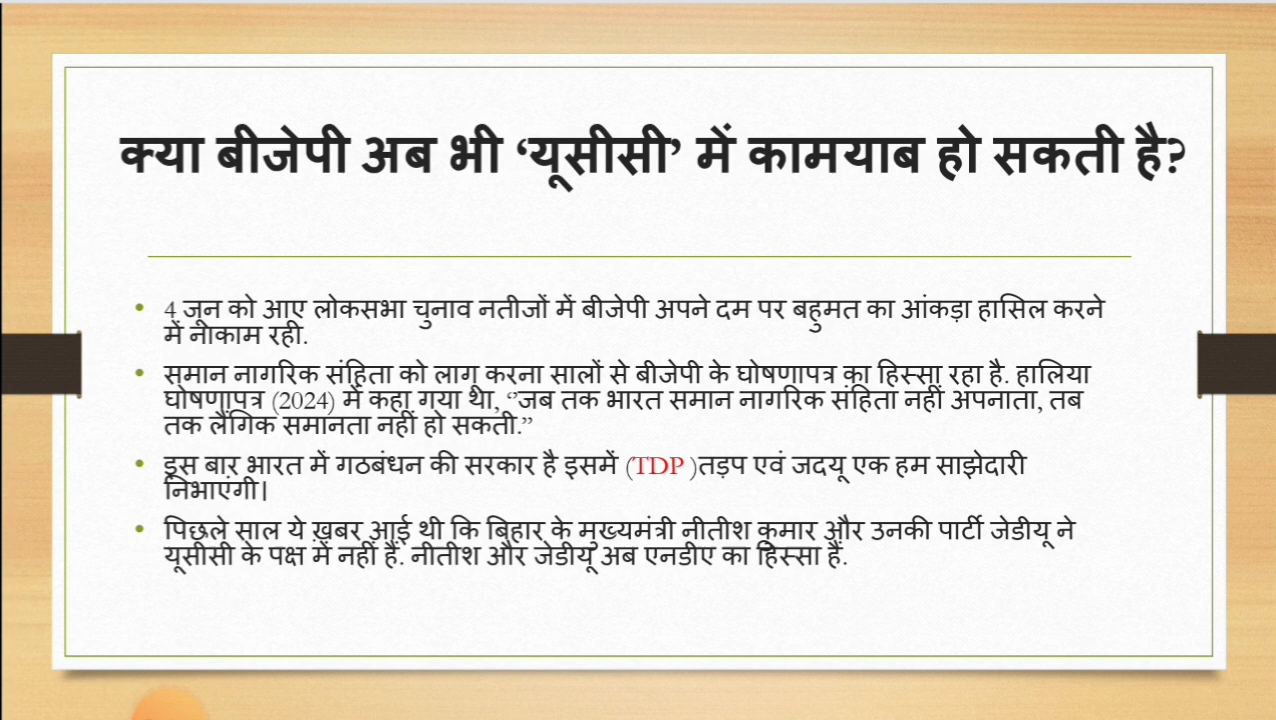 क्या बीजेपी अब भी ‘यूसीसी’ में कामयाब हो सकती है?
• 4 जून को आए लोकसभा चुनाव नतीजों में बीजेपी अपने दम पर बहुमत का आंकड़ा हासिल करने
में नाकाम रही.
• समान नागरिक संहिता को लागू करना सालों से बीजेपी के घोषणापत्र का हिस्सा रहा है. हालिया
घोषणापत्र (2024) में कहा गया था, “जब तक भारत समान नागरिक संहिता नहीं अपनाता, तब
तक लैंगिक समानता नहीं हो सकती.”
• इस बार भारत में गठबंधन की सरकार है इसमें (TDP )तड़प एवं जदयू एक हम साझेदारी
निभाएंगी।
• पिछले साल ये ख़बर आई थी कि बिहार के मुख्यमंत्री नीतीश कुमार और उनकी पार्टी जेडीयू ने
यूसीसी के पक्ष में नहीं हैं. नीतीश और जेडीयू अब एनडीए का हिस्सा हैं.